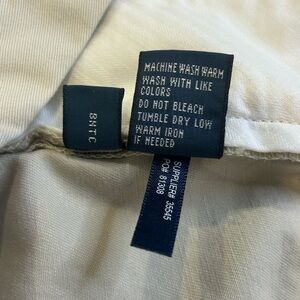 MACHINE WASH WARM
WASH WITH LIKE
COLORS
DO NOT BLEACH
TUMBLE DRY LOW
WARM IRON
IF NEEDED
8XTC
SUPPLIER# 35545
PO# 81308